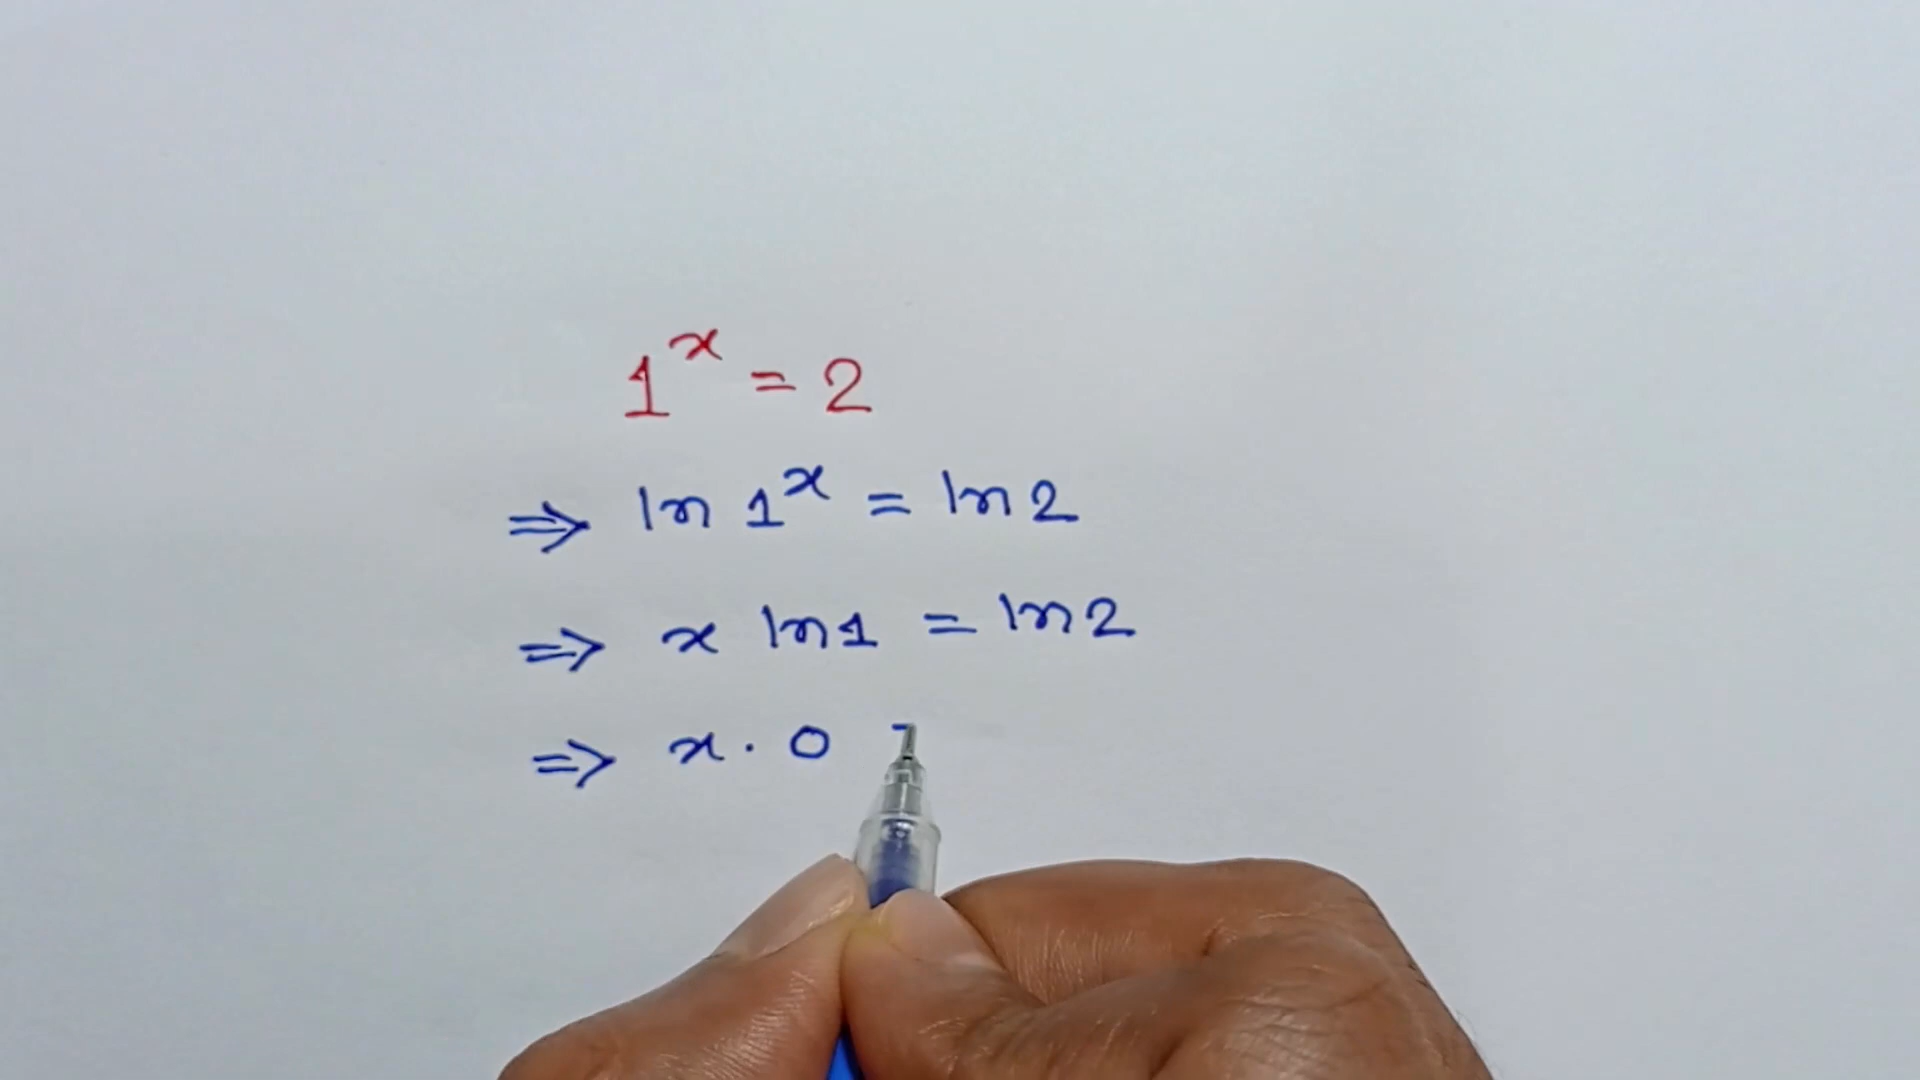 1^x = 2
⇒ ln 1^x = ln 2
⇒ x ln 1 = ln 2
⇒ x · 0